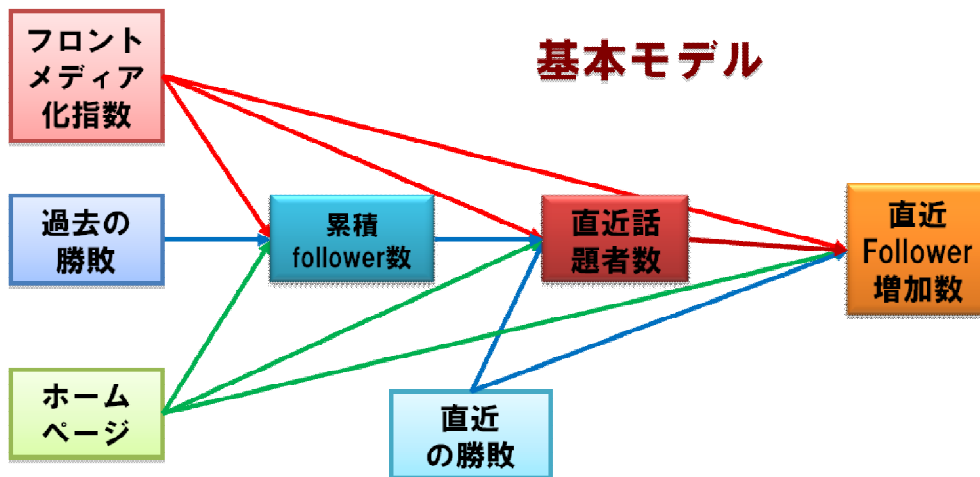 基本モデル
フロント
メディア
化指数
過去の
勝敗
累積
follower数
直近話
題者数
直近
Follower
増加数
ホーム
ページ
直近
の勝敗